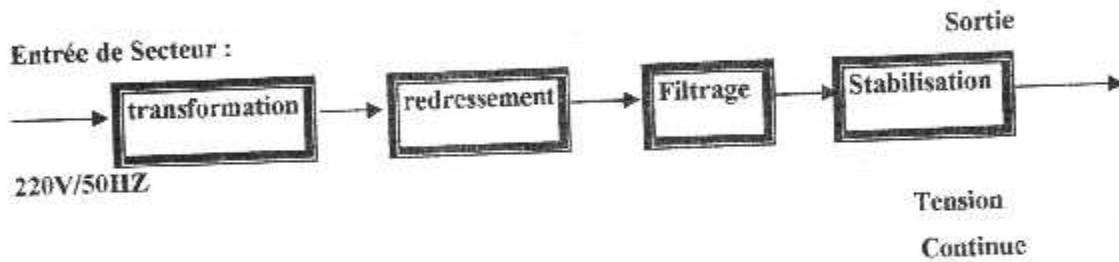 Sortie
Entrée de Secteur :
transformation
redressement
Filtrage
Stabilisation
220V/50HZ
Tension
Continue